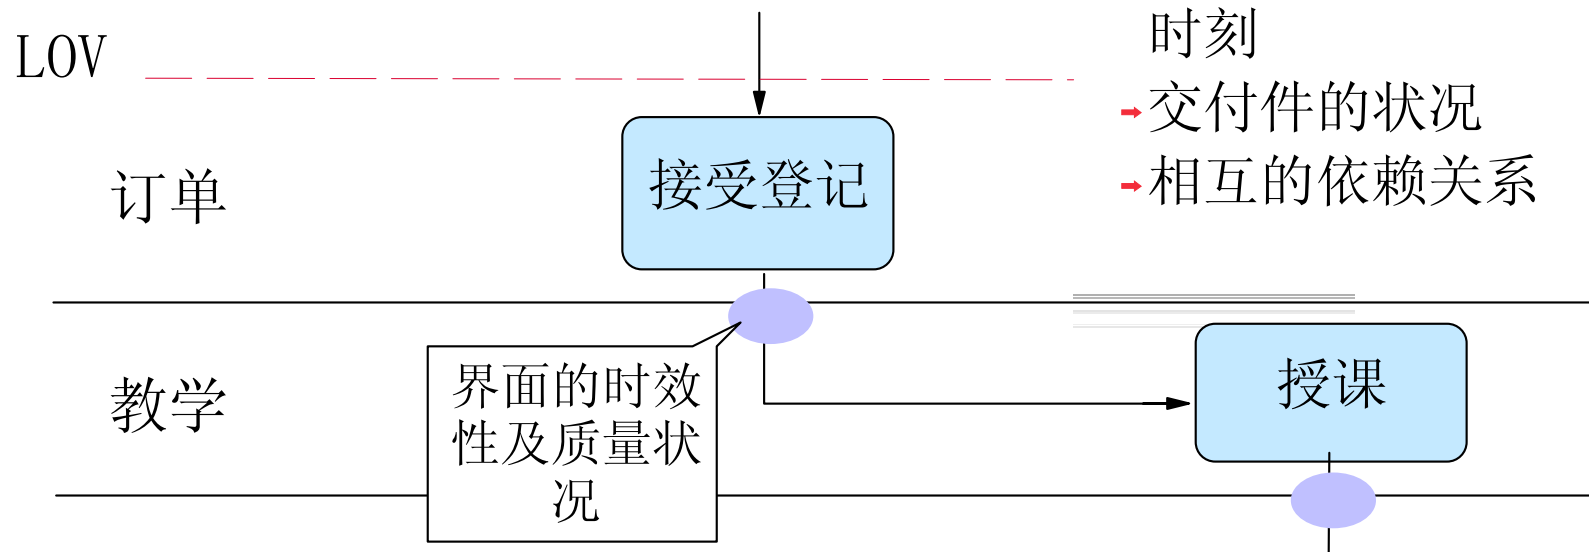 LOV
时刻
交付件的状况
相互的依赖关系
订单
接受登记
教学
界面的时效
性及质量状
况
授课